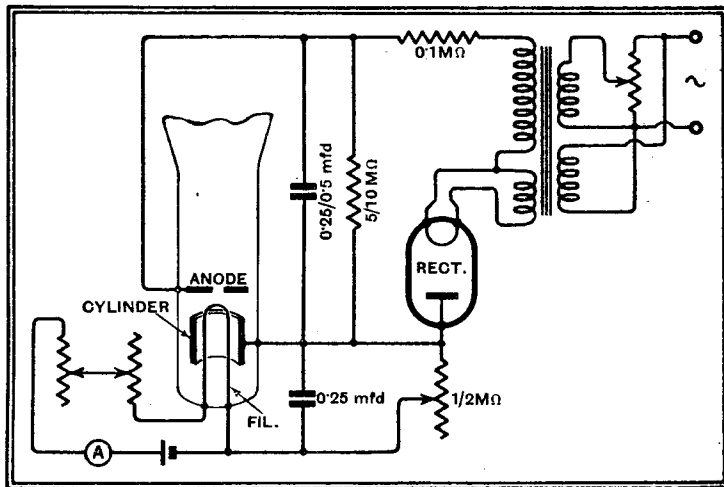 0·1MΩ
~
0·25/0·5 mfd
5/10 MΩ
RECT.
ANODE
CYLINDER
0·25 mfd
1/2MΩ
FIL.
A